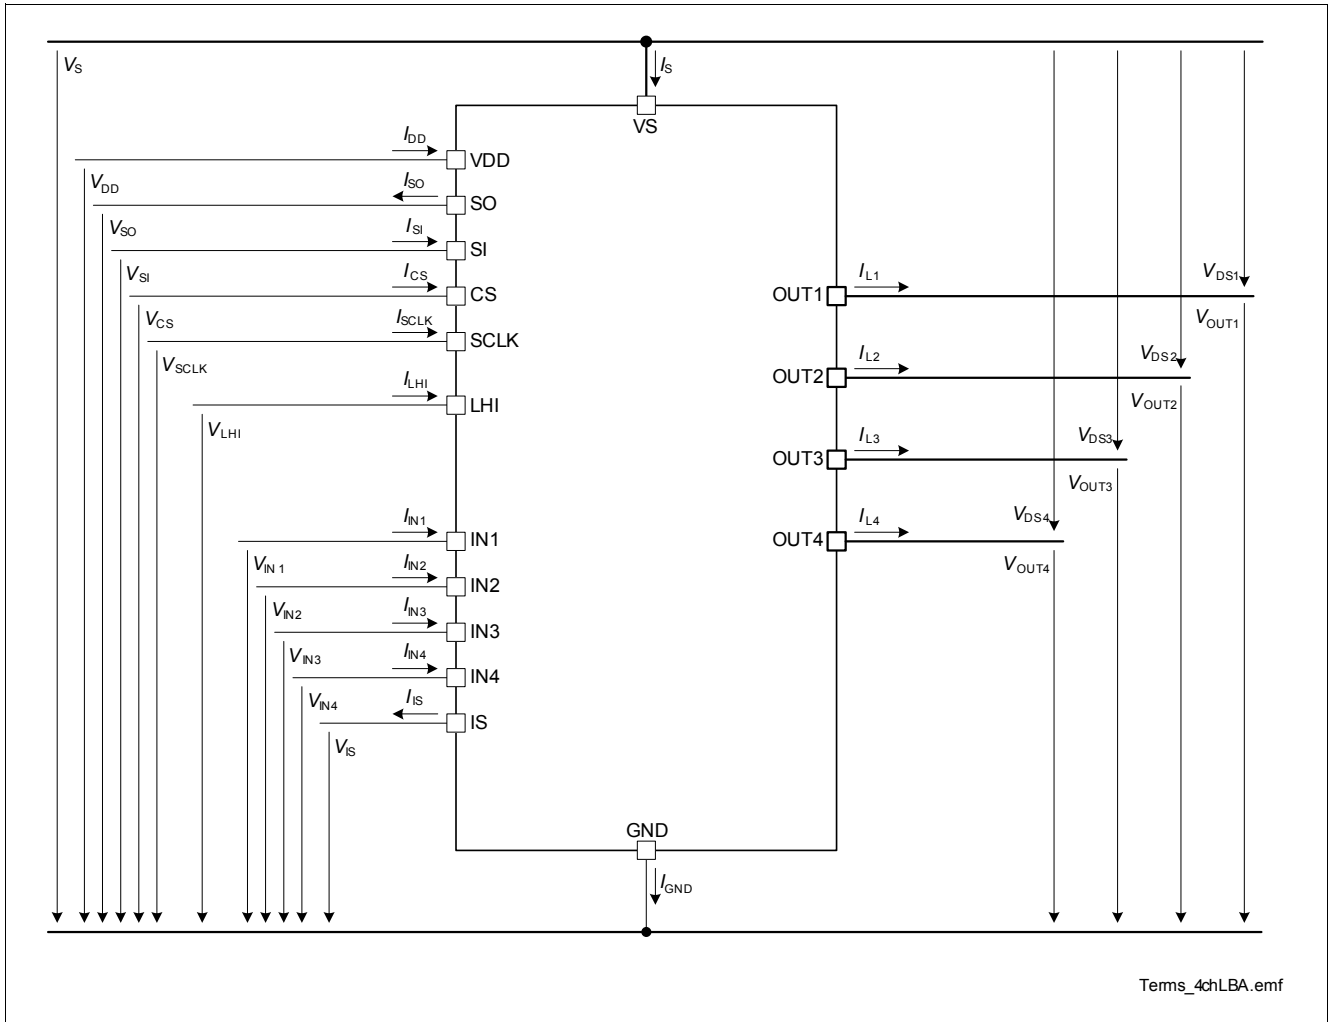 VS
IS
VS
IDD
VDD
VDD
ISO
SO
VSO
ISI
SI
VSI
ICS
CS
VCS
ISCLK
SCLK
VSCLK
ILHI
LHI
VLHI
IIN1
IN1
VIN 1
IIN2
IN2
VIN2
IIN3
IN3
VIN3
IIN4
IN4
VIN4
IIS
IS
VIS
OUT1
IL1
VDS1
VOUT1
OUT2
IL2
VDS2
VOUT2
OUT3
IL3
VDS3
VOUT3
OUT4
IL4
VDS4
VOUT4
GND
IGND
Terms_4chLBA.emf